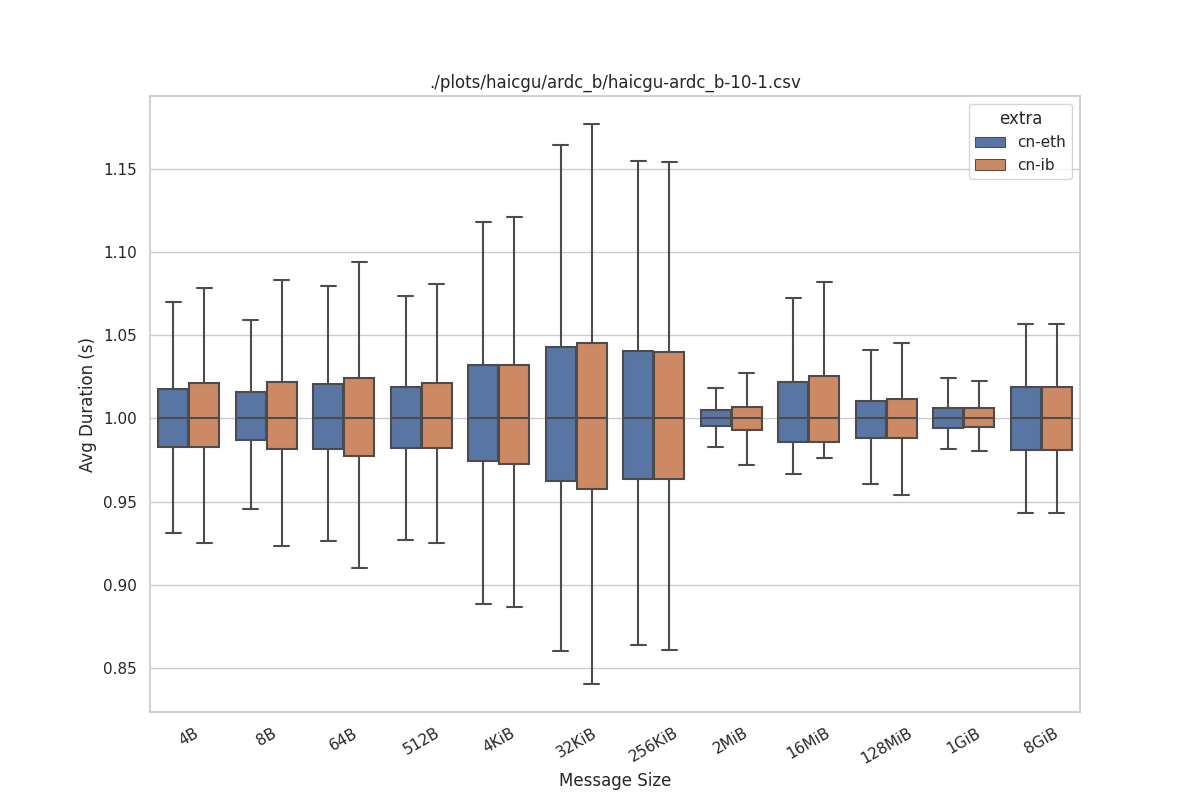 ./plots/haicgu/ardc_b/haicgu-ardc_b-10-1.csv
extra
cn-eth
cn-ib
Avg Duration (s)
1.15
1.10
1.05
1.00
0.95
0.90
0.85
4B
8B
64B
512B
4KiB
32KiB
256KiB
2MiB
16MiB
128MiB
1GiB
8GiB
Message Size